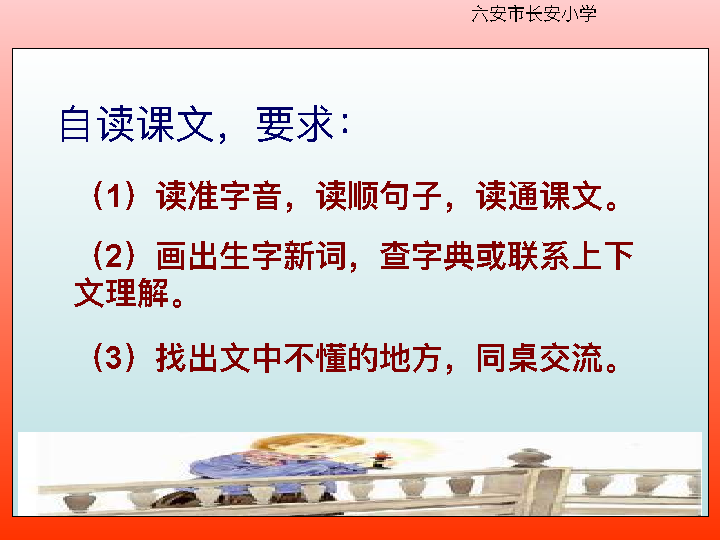 六安市长安小学
自读课文，要求：
（1）读准字音，读顺句子，读通课文。
（2）画出生字新词，查字典或联系上下
文理解。
（3）找出文中不懂的地方，同桌交流。